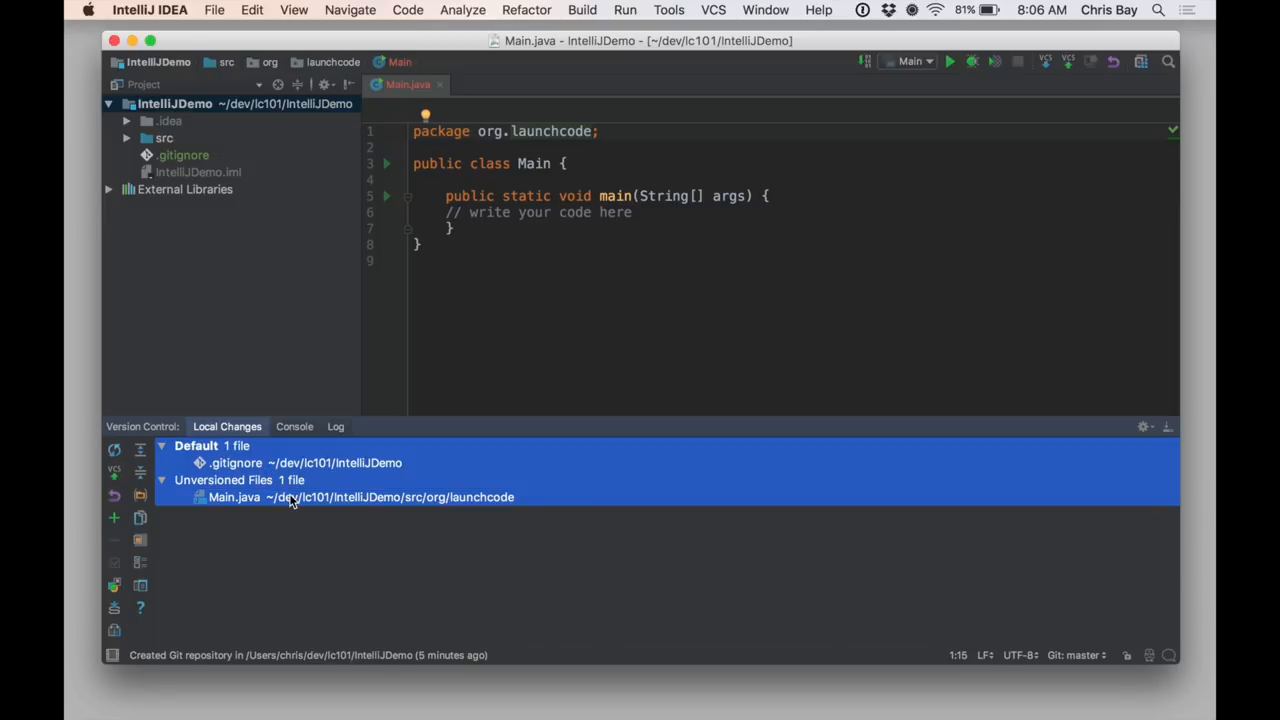 IntelliJ IDEA File Edit View Navigate Code Analyze Refactor Build Run Tools VCS Window Help 81% 8:06 AM Chris Bay
Main.java - IntelliJDemo - [~/dev/lc101/IntelliJDemo]
IntelliJDemo src org launchcode Main Main VCS VCS
Project Main.java
IntelliJDemo ~/dev/lc101/IntelliJDemo
.idea
src
.gitignore
IntelliJDemo.iml
External Libraries
1 package org.launchcode;
2
3 public class Main {
4
5 public static void main(String[] args) {
6 // write your code here
7 }
8 }
9
Version Control: Local Changes Console Log
Default 1 file
.gitignore ~/dev/lc101/IntelliJDemo
VCS
Unversioned Files 1 file
Main.java ~/dev/lc101/IntelliJDemo/src/org/launchcode
Created Git repository in /Users/chris/dev/lc101/IntelliJDemo (5 minutes ago) 1:15 LF UTF-8 Git: master